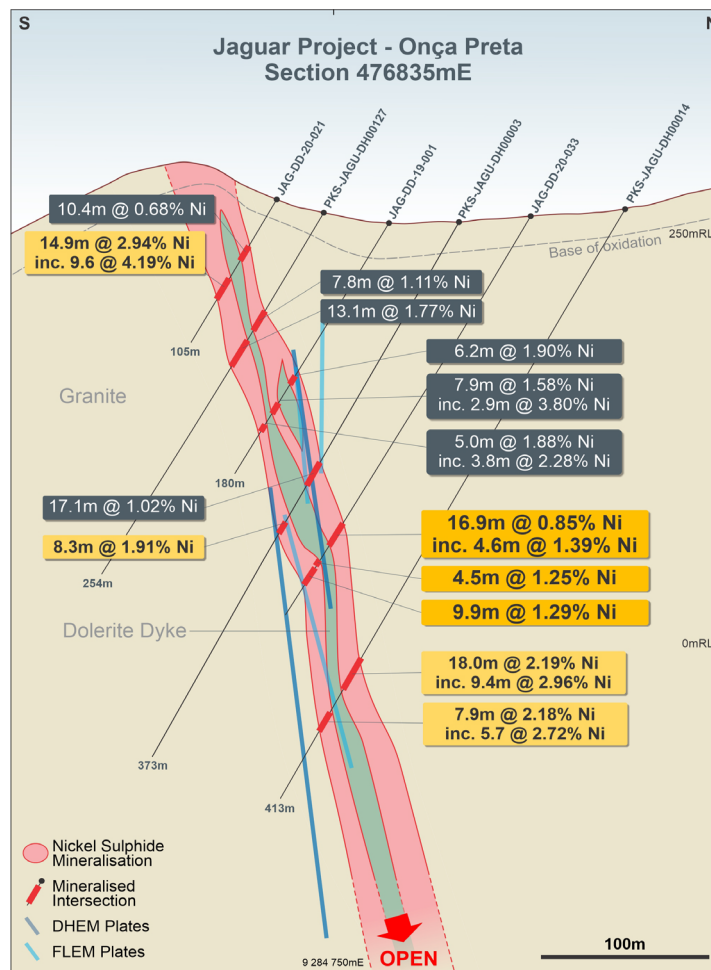 S
N
Jaguar Project - Onça Preta
Section 476835mE
JAG-DD-20-021
PKS-JAGU-DH00127
JAG-DD-19-001
PKS-JAGU-DH00003
JAG-DD-20-033
PKS-JAGU-DH00014
10.4m @ 0.68% Ni
14.9m @ 2.94% Ni
inc. 9.6 @ 4.19% Ni
250mRL
Base of oxidation
7.8m @ 1.11% Ni
13.1m @ 1.77% Ni
105m
6.2m @ 1.90% Ni
7.9m @ 1.58% Ni
inc. 2.9m @ 3.80% Ni
Granite
5.0m @ 1.88% Ni
inc. 3.8m @ 2.28% Ni
180m
17.1m @ 1.02% Ni
16.9m @ 0.85% Ni
inc. 4.6m @ 1.39% Ni
8.3m @ 1.91% Ni
254m
4.5m @ 1.25% Ni
9.9m @ 1.29% Ni
Dolerite Dyke
0mRL
18.0m @ 2.19% Ni
inc. 9.4m @ 2.96% Ni
7.9m @ 2.18% Ni
inc. 5.7 @ 2.72% Ni
373m
413m
Nickel Sulphide
Mineralisation
Mineralised
Intersection
DHEM Plates
FLEM Plates
OPEN
9 284 750mE
100m